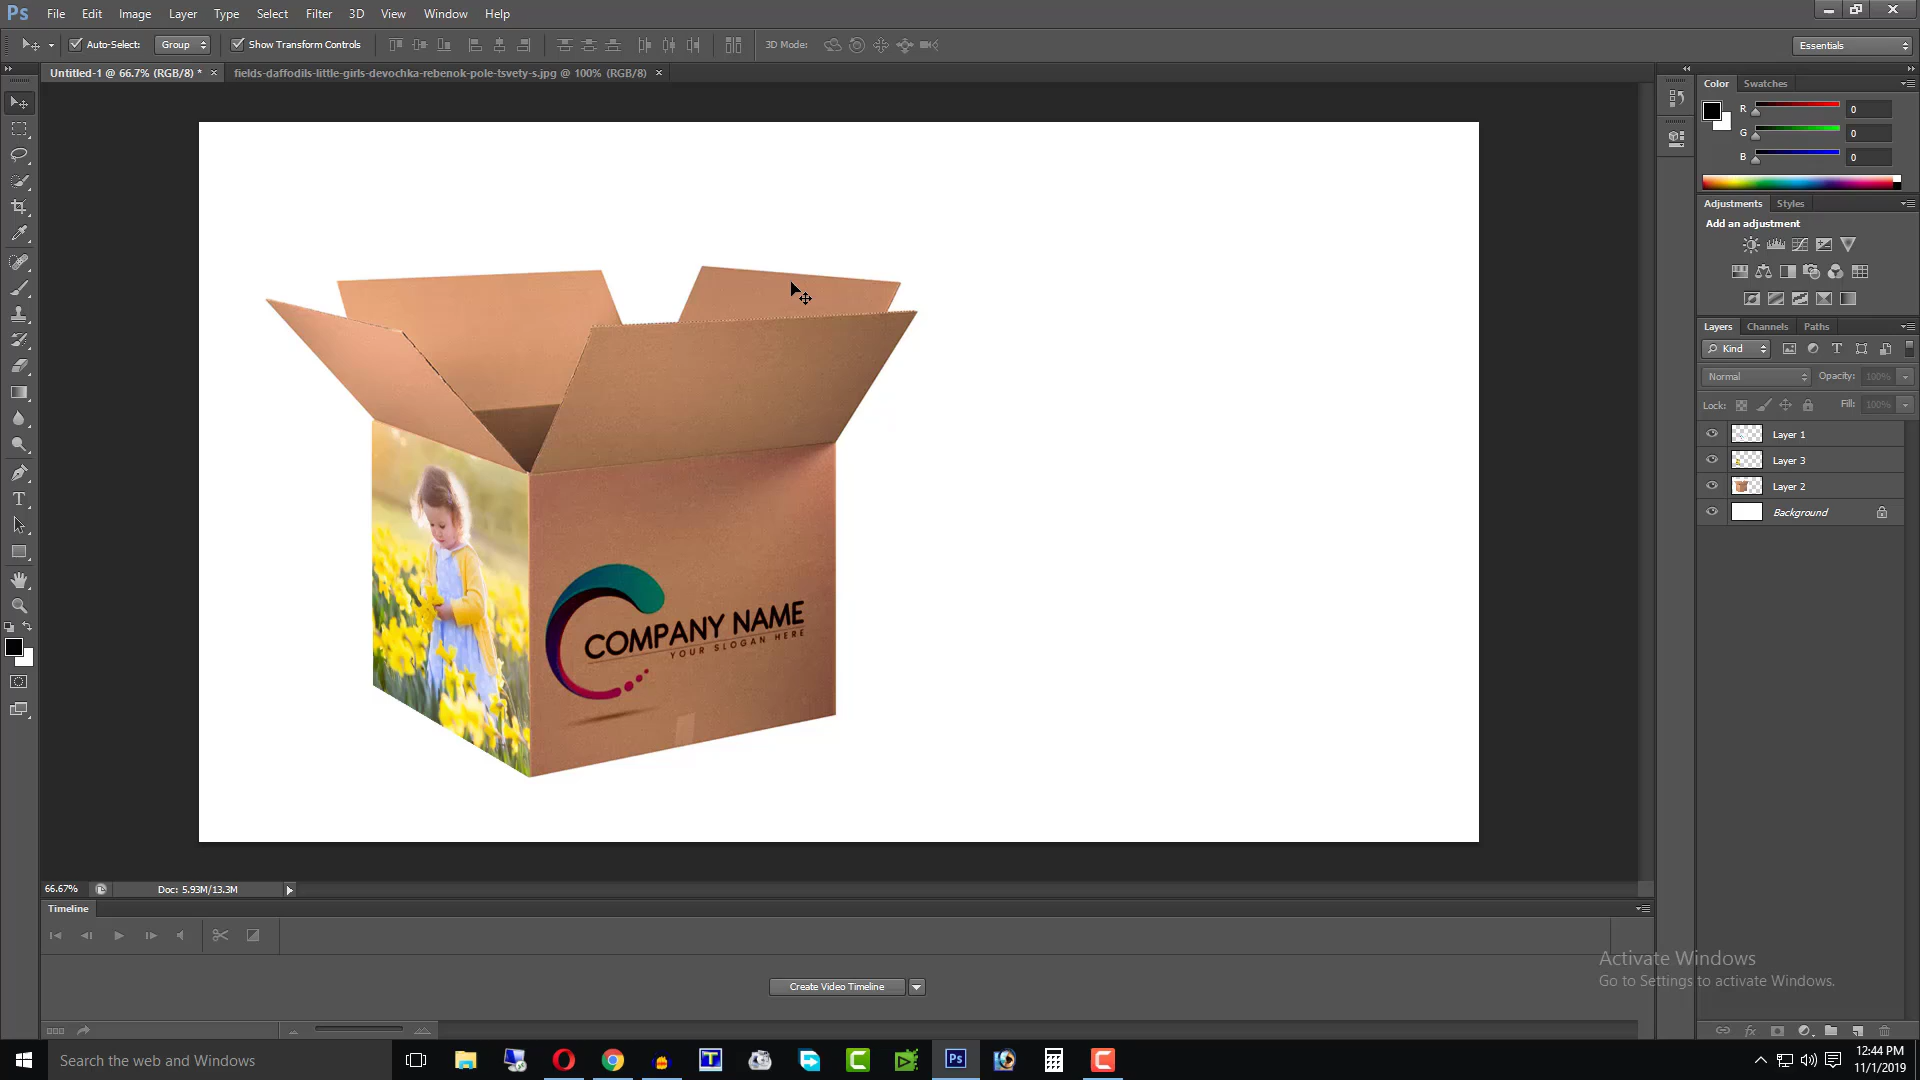 Ps File Edit Image Layer Type Select Filter 3D View Window Help
Auto-Select: Group Show Transform Controls 3D Mode: Essentials
Untitled-1 @ 66.7% (RGB/8) * × fields-daffodils-little-girls-devochka-rebenok-pole-tsvety-s.jpg @ 100% (RGB/8) ×
Color Swatches
R 0
G 0
B 0
Adjustments Styles
Add an adjustment
Layers Channels Paths
Kind
Normal Opacity: 100%
Lock: Fill: 100%
Layer 1
Layer 3
Layer 2
Background
COMPANY NAME
YOUR SLOGAN HERE
66.67% Doc: 5.93M/13.3M
Timeline
Create Video Timeline
Activate Windows
Go to Settings to activate Windows.
Search the web and Windows
12:44 PM
11/1/2019